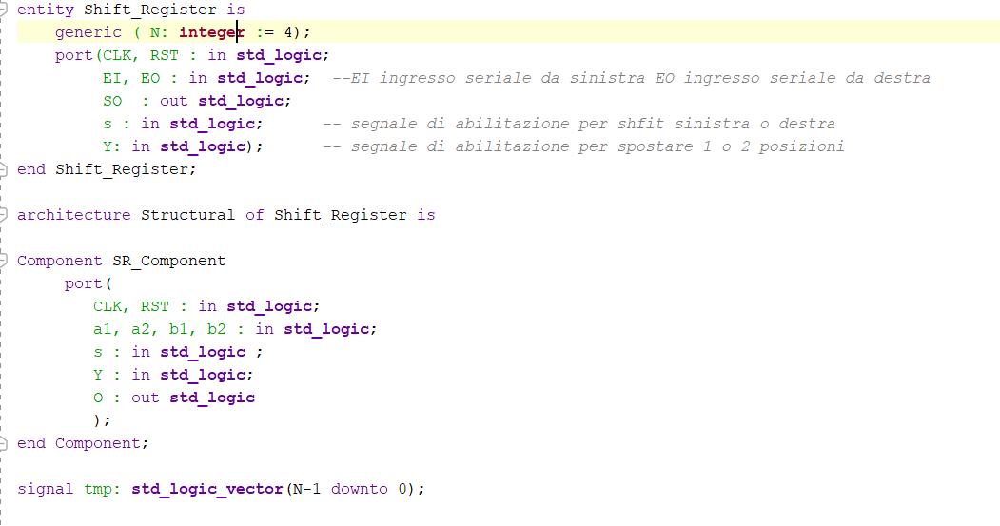 entity Shift_Register is
generic ( N: integer := 4);
port(CLK, RST : in std_logic;
EI, EO : in std_logic;  --EI ingresso seriale da sinistra EO ingresso seriale da destra
SO  : out std_logic;
s : in std_logic;      -- segnale di abilitazione per shfit sinistra o destra
Y: in std_logic);      -- segnale di abilitazione per spostare 1 o 2 posizioni
end Shift_Register;
architecture Structural of Shift_Register is
Component SR_Component
port(
CLK, RST : in std_logic;
a1, a2, b1, b2 : in std_logic;
s : in std_logic ;
Y : in std_logic;
O : out std_logic
);
end Component;
signal tmp: std_logic_vector(N-1 downto 0);